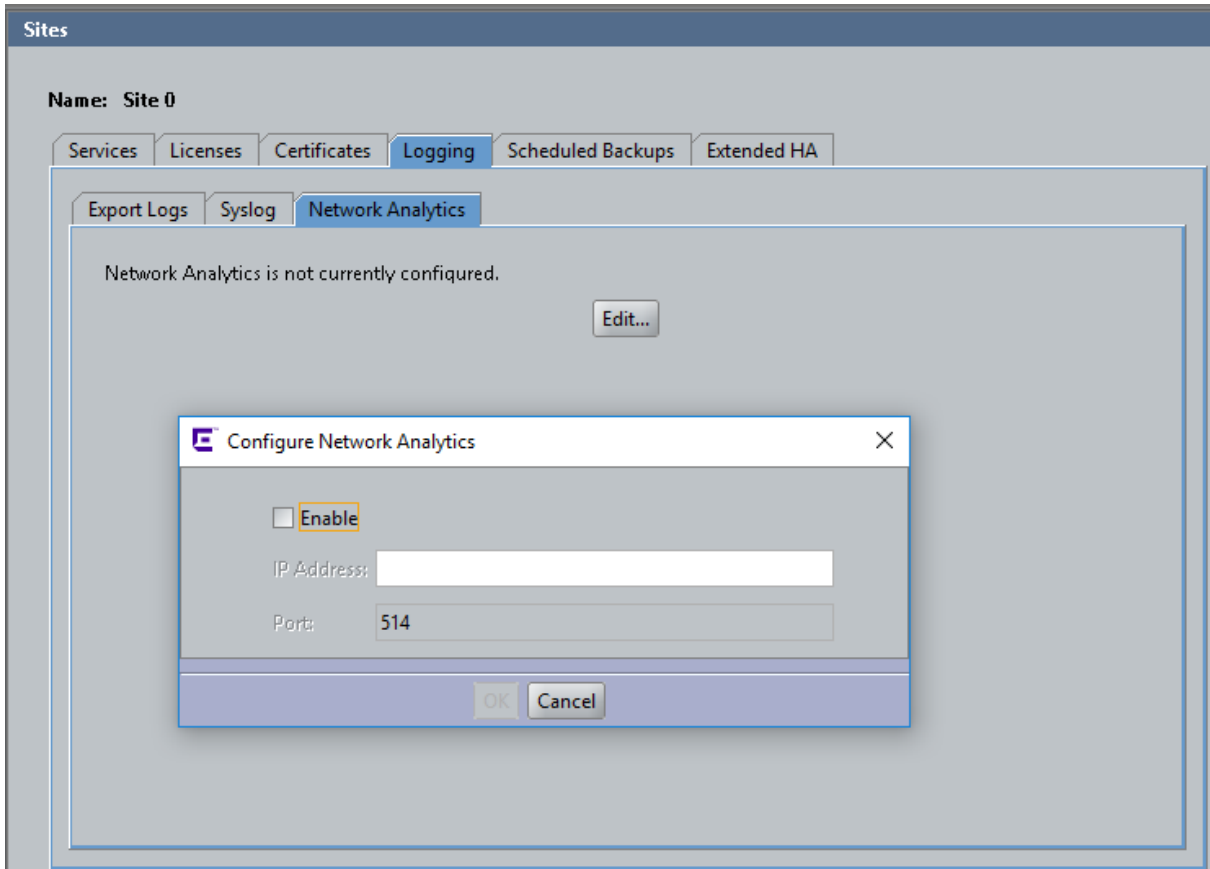 Sites
Name: Site 0
Services Licenses Certificates Logging Scheduled Backups Extended HA
Export Logs Syslog Network Analytics
Network Analytics is not currently configured.
Edit...
Configure Network Analytics
Enable
IP Address:
Port: 514
OK Cancel